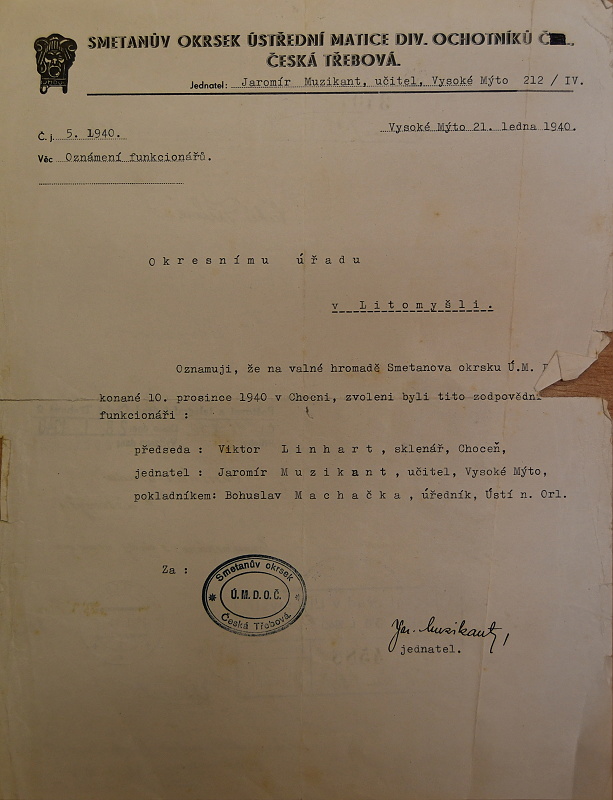 SMETANŮV OKRSEK ÚSTŘEDNÍ MATICE DIV. OCHOTNÍKŮ
ČESKÁ TŘEBOVÁ.
Jednatel: Jaromír Muzikant, učitel, Vysoké Mýto 212 / IV.
Č. j. 5. 1940.
Vysoké Mýto 21. ledna 1940.
Věc Oznámení funkcionářů.
Okresnímu úřadu
v Litomyšli.
Oznamuji, že na valné hromadě Smetanova okrsku Ú.M.
konané 10. prosince 1940 v Chocni, zvoleni byli tito zodpovědní
funkcionáři :
předseda : Viktor Linhart, sklenář, Choceň,
jednatel : Jaromír Muzikant, učitel, Vysoké Mýto,
pokladníkem: Bohuslav Machačka, úředník, Ústí n. Orl.
Za :
Smetanův okrsek
Ú.M.D.O.Č.
Česká Třebová
Jar. Muzikant,
jednatel.